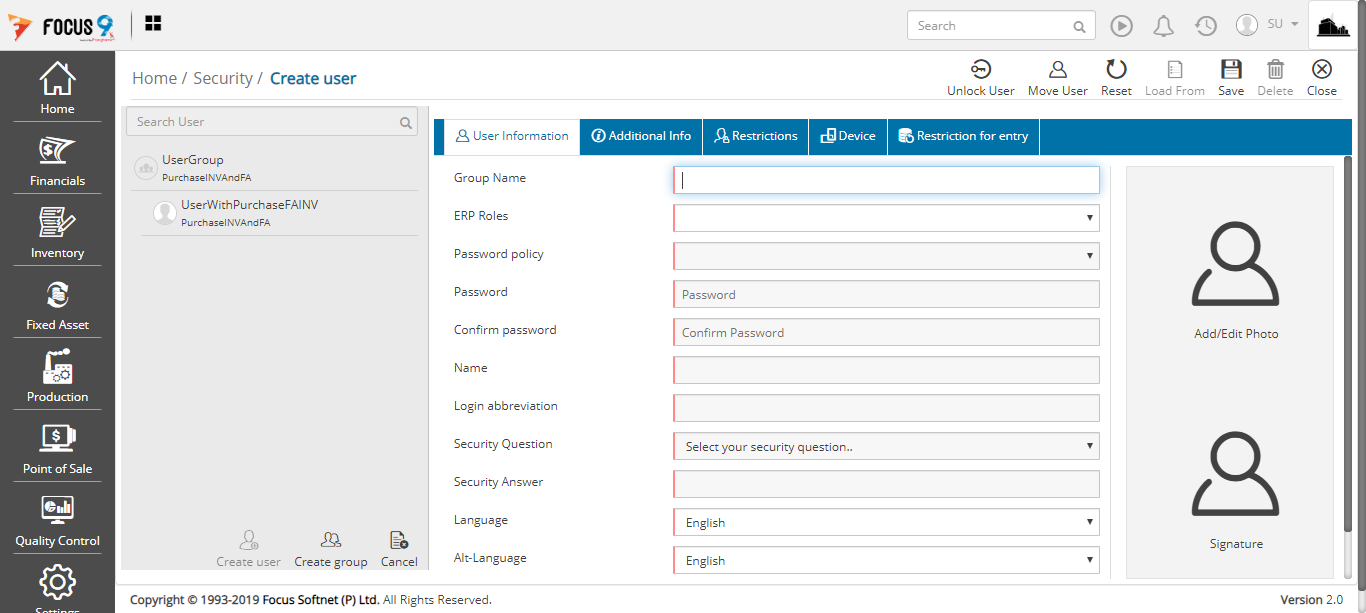 FOCUS 9
Search
SU
Home / Security / Create user
Unlock User
Move User
Reset
Load From
Save
Delete
Close
Home
Financials
Inventory
Fixed Asset
Production
Point of Sale
Quality Control
Settings
Search User
UserGroup
PurchaseINVAndFA
UserWithPurchaseFAINV
PurchaseINVAndFA
Create user
Create group
Cancel
User Information
Additional Info
Restrictions
Device
Restriction for entry
Group Name
ERP Roles
Password policy
Password
Password
Confirm password
Confirm Password
Name
Login abbreviation
Security Question
Select your security question..
Security Answer
Language
English
Alt-Language
English
Add/Edit Photo
Signature
Copyright © 1993-2019 Focus Softnet (P) Ltd. All Rights Reserved.
Version 2.0